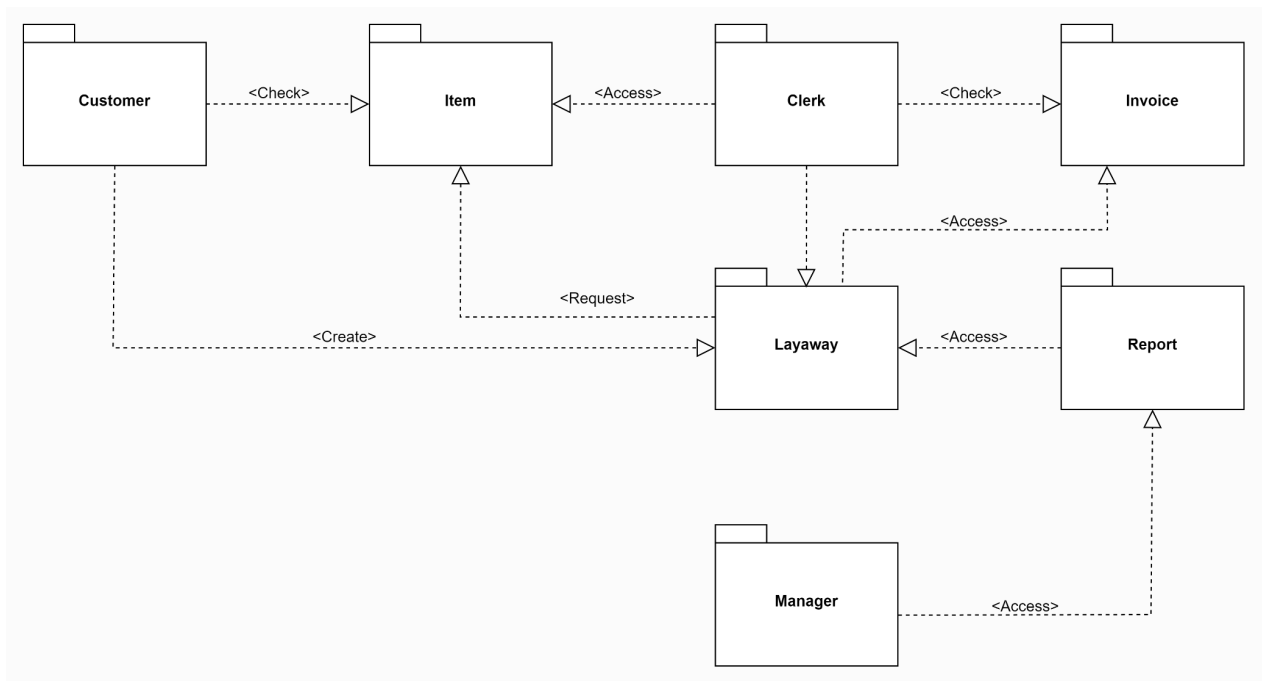 Customer
<Check>
Item
<Access>
Clerk
<Check>
Invoice
<Access>
<Request>
<Create>
Layaway
<Access>
Report
Manager
<Access>